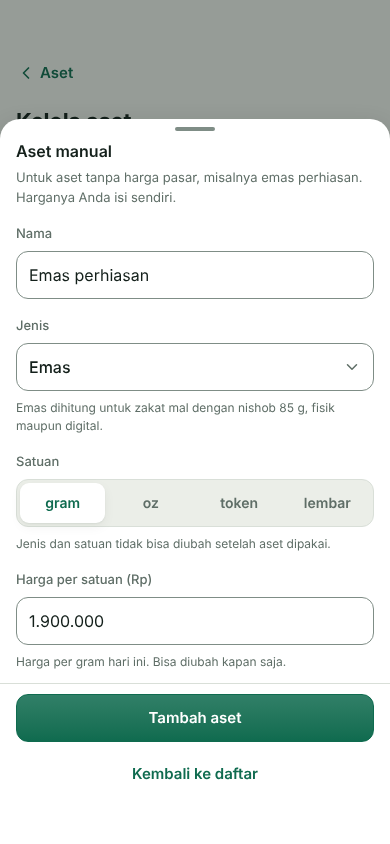 Aset
Kelola aset
Aset manual
Untuk aset tanpa harga pasar, misalnya emas perhiasan.
Harganya Anda isi sendiri.
Nama
Emas perhiasan
Jenis
Emas
Emas dihitung untuk zakat mal dengan nishob 85 g, fisik
maupun digital.
Satuan
gram oz token lembar
Jenis dan satuan tidak bisa diubah setelah aset dipakai.
Harga per satuan (Rp)
1.900.000
Harga per gram hari ini. Bisa diubah kapan saja.
Tambah aset
Kembali ke daftar